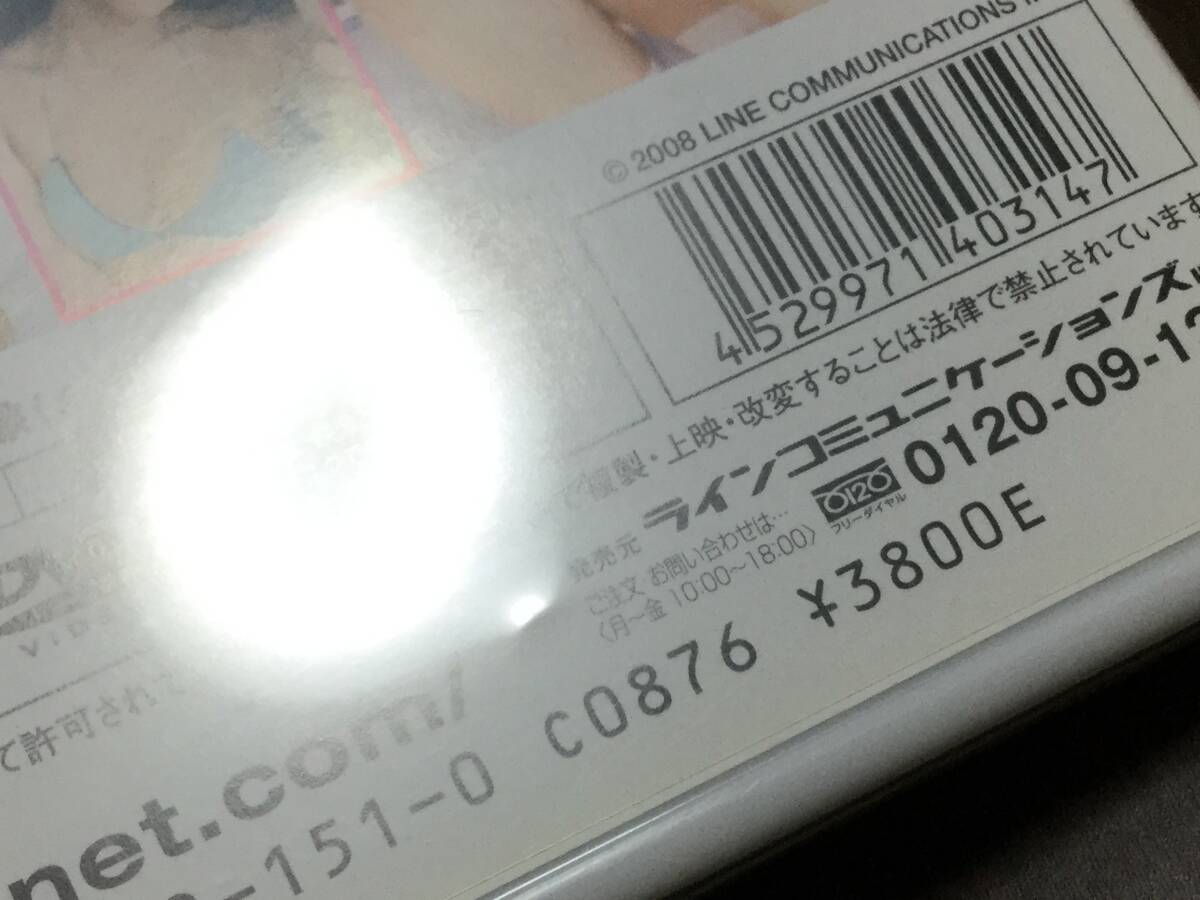 © 2008 LINE COMMUNICATIONS
4529971403147
複製・上映・改変することは法律で禁止されています
発売元 ラインコミュニケーションズ
ご注文・お問い合わせは…
〈月〜金 10:00〜18:00〉
0120
フリーダイヤル
0120-09-1
て許可され
net.com/
-151-0 C0876 ¥3800E